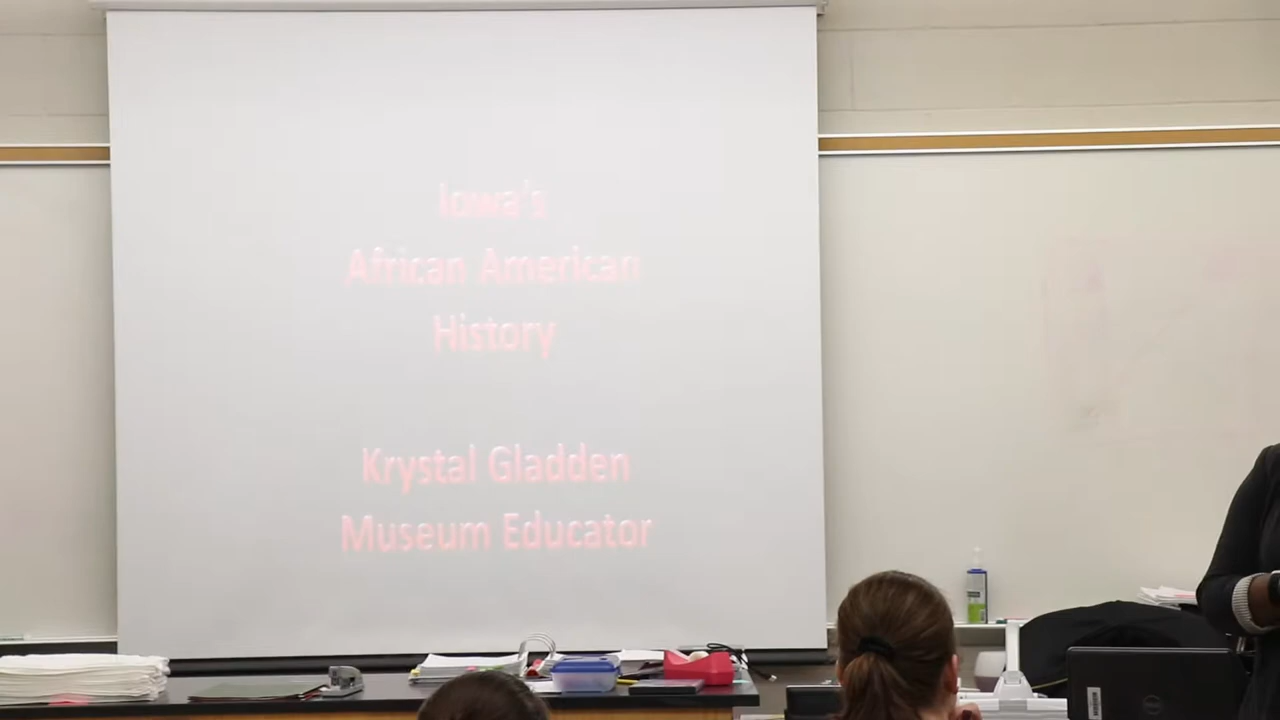 Iowa's
African American
History
Krystal Gladden
Museum Educator